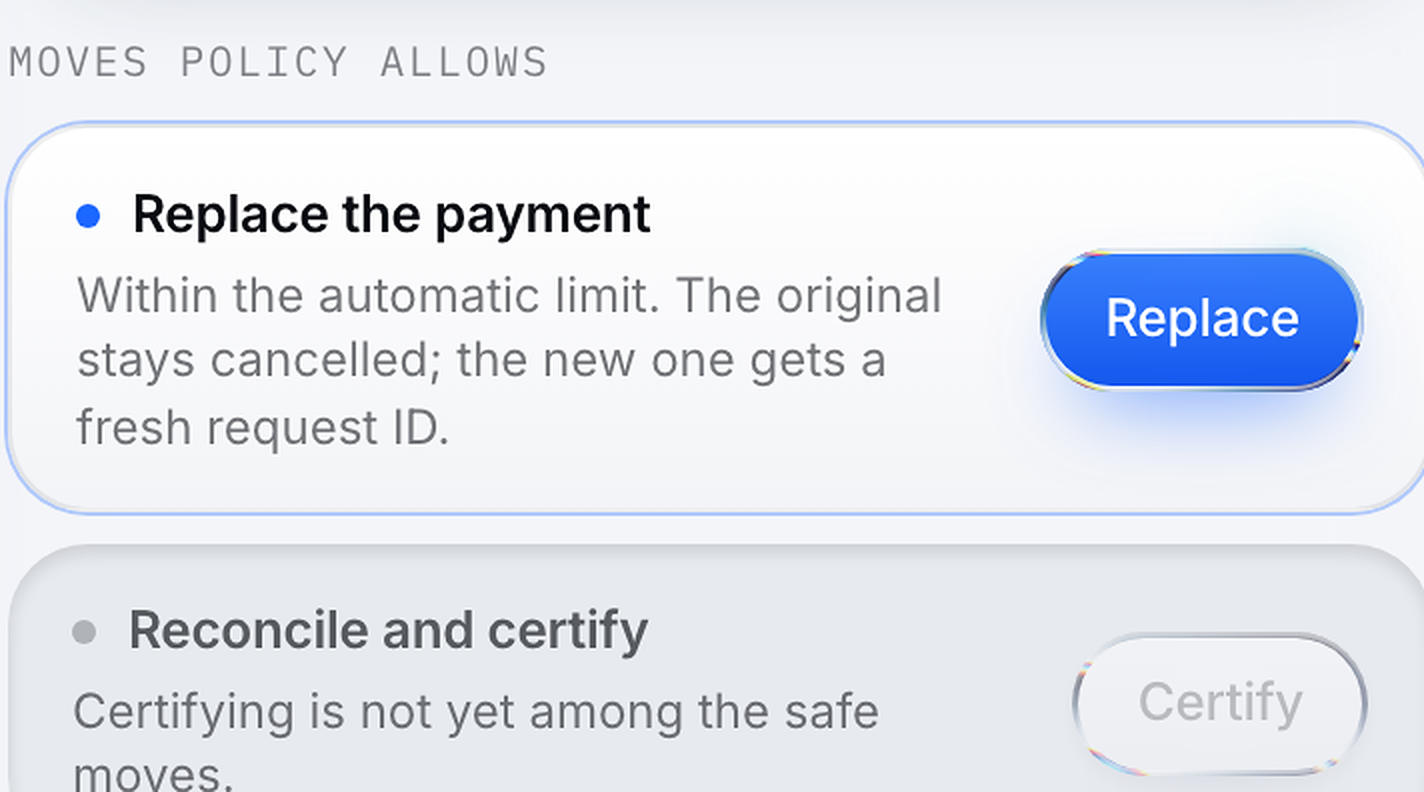 MOVES POLICY ALLOWS
Replace the payment
Within the automatic limit. The original
stays cancelled; the new one gets a
fresh request ID.
Replace
Reconcile and certify
Certifying is not yet among the safe
moves.
Certify